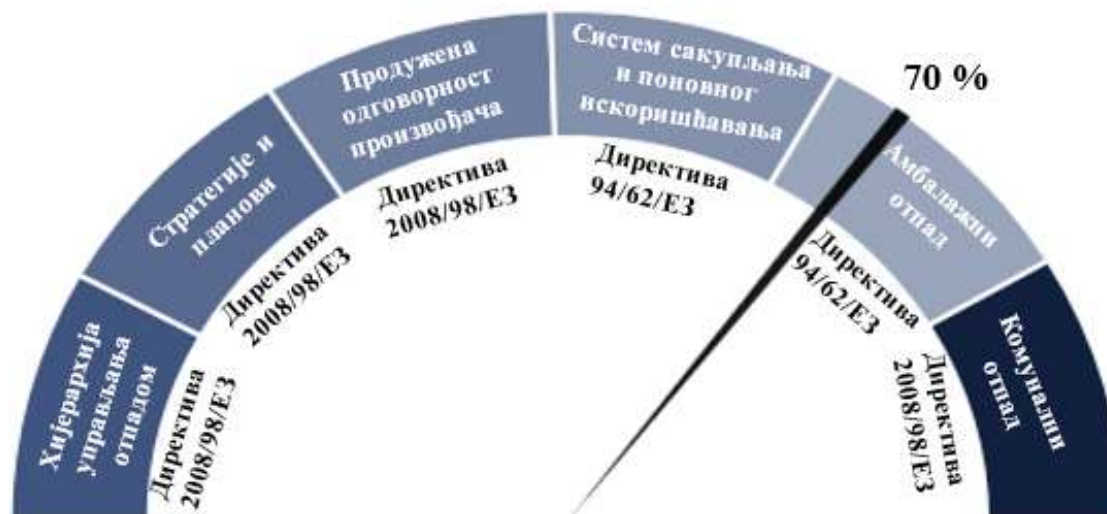 Хијерархија
управљања
отпадом
Директива
2008/98/ЕЗ
Стратегије и
планови
Директива
2008/98/ЕЗ
Продужена
одговорност
произвођача
Директива
2008/98/ЕЗ
Систем сакупљања
и поновног
искоришћавања
Директива
94/62/ЕЗ
70 %
Амбалажни
отпад
Директива
94/62/ЕЗ
Комунални
отпад
Директива
2008/98/ЕЗ